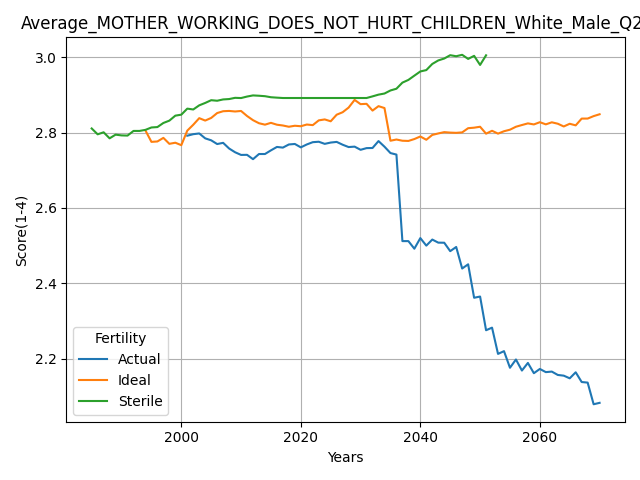 Average_MOTHER_WORKING_DOES_NOT_HURT_CHILDREN_White_Male_Q2
3.0
2.8
2.6
2.4
2.2
Score(1-4)
Fertility
Actual
Ideal
Sterile
2000 2020 2040 2060
Years